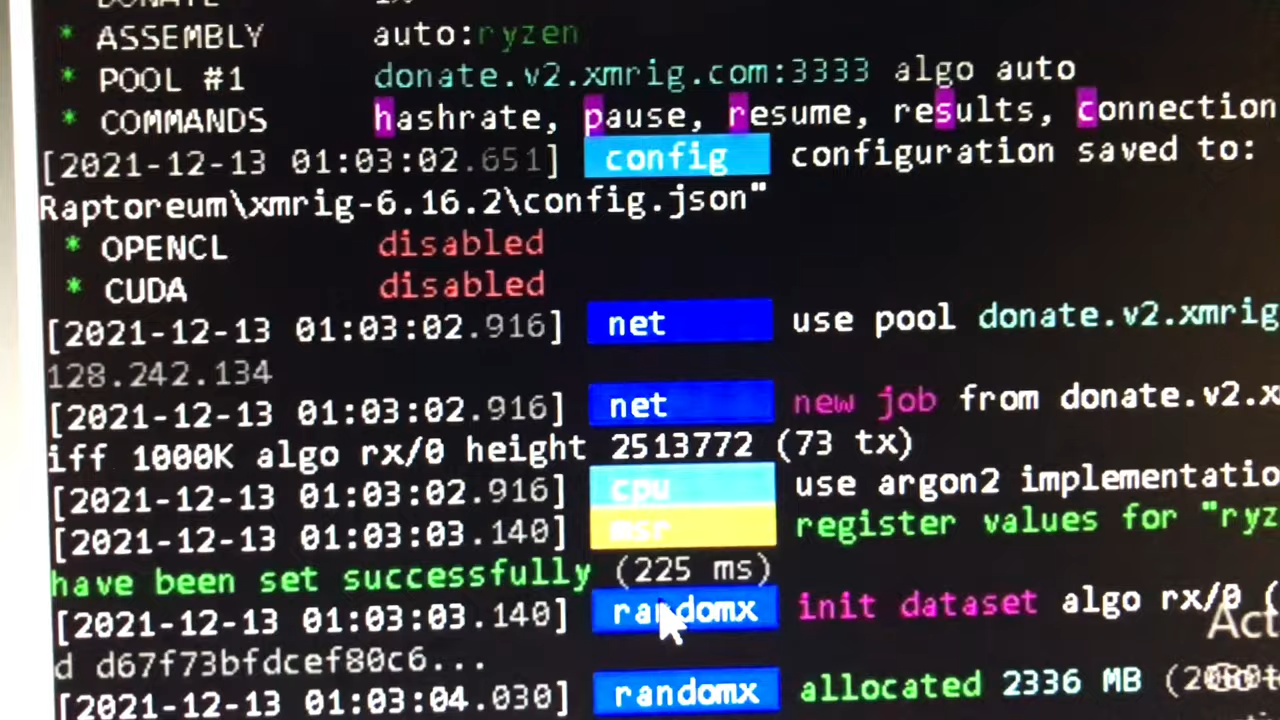 DONATE 1%
* ASSEMBLY auto:ryzen
* POOL #1 donate.v2.xmrig.com:3333 algo auto
* COMMANDS hashrate, pause, resume, results, connection
[2021-12-13 01:03:02.651] config configuration saved to:
Raptoreum\xmrig-6.16.2\config.json"
* OPENCL disabled
* CUDA disabled
[2021-12-13 01:03:02.916] net use pool donate.v2.xmrig
128.242.134
[2021-12-13 01:03:02.916] net new job from donate.v2.x
iff 1000K algo rx/0 height 2513772 (73 tx)
[2021-12-13 01:03:02.916] cpu use argon2 implementatio
[2021-12-13 01:03:03.140] msr register values for "ryz
have been set successfully (225 ms)
[2021-12-13 01:03:03.140] randomx init dataset algo rx/0 (
Act
d d67f73bfdcef80c6...
[2021-12-13 01:03:04.030] randomx allocated 2336 MB